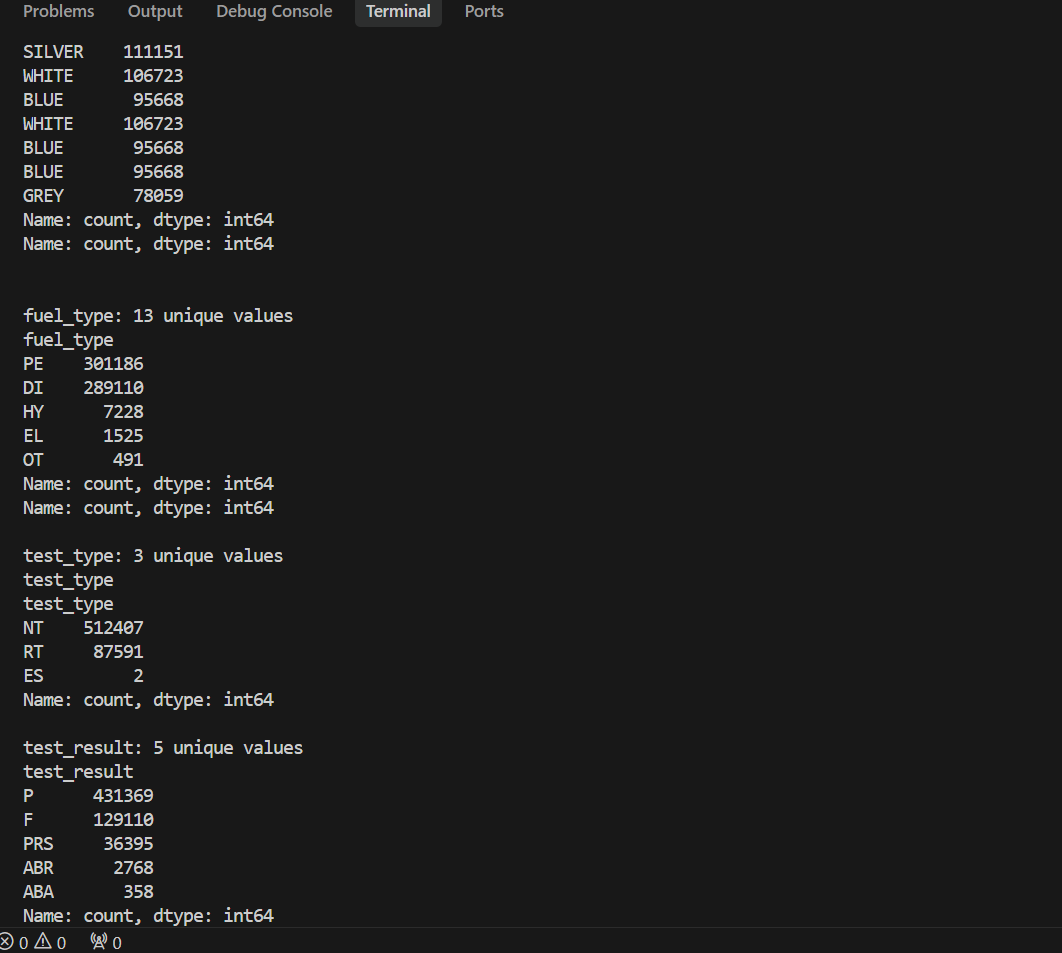 Problems Output Debug Console Terminal Ports
SILVER 111151
WHITE 106723
BLUE 95668
WHITE 106723
BLUE 95668
BLUE 95668
GREY 78059
Name: count, dtype: int64
Name: count, dtype: int64
fuel_type: 13 unique values
fuel_type
PE 301186
DI 289110
HY 7228
EL 1525
OT 491
Name: count, dtype: int64
Name: count, dtype: int64
test_type: 3 unique values
test_type
test_type
NT 512407
RT 87591
ES 2
Name: count, dtype: int64
test_result: 5 unique values
test_result
P 431369
F 129110
PRS 36395
ABR 2768
ABA 358
Name: count, dtype: int64
0 0 0